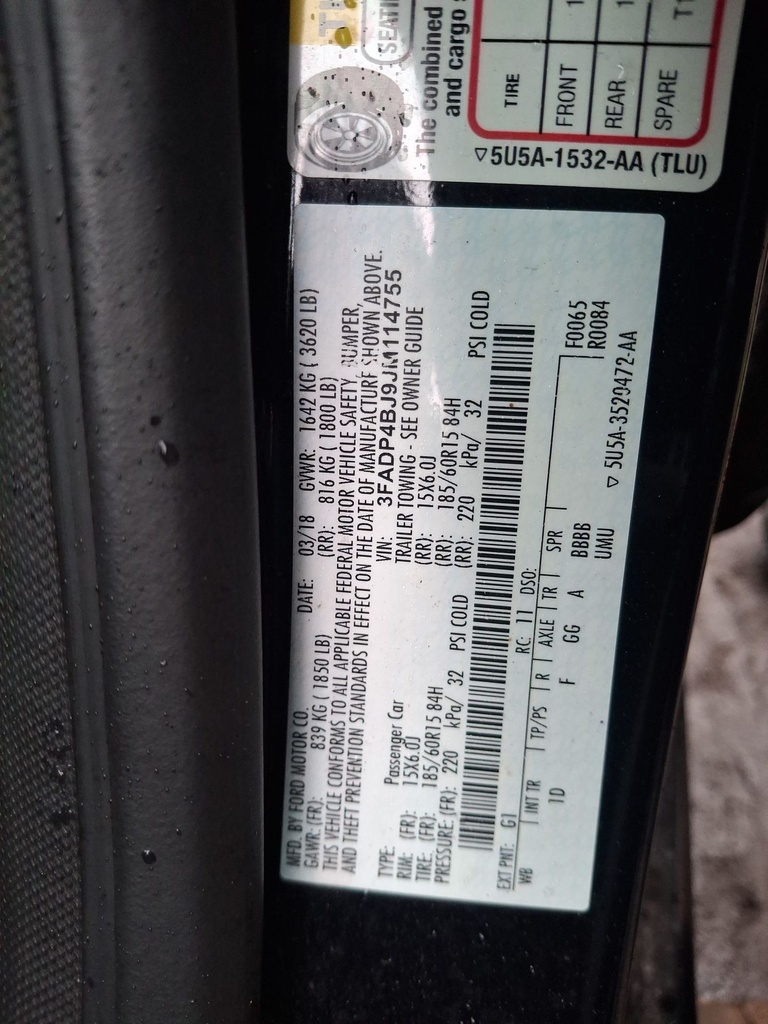 SEATI
The combined
and cargo
TIRE
FRONT
REAR
SPARE T1
5U5A-1532-AA (TLU)
MFD. BY FORD MOTOR CO. DATE: 03/18 GVWR: 1642 KG ( 3620 LB)
GAWR: (FR): 839 KG ( 1850 LB) (RR): 816 KG ( 1800 LB)
THIS VEHICLE CONFORMS TO ALL APPLICABLE FEDERAL MOTOR VEHICLE SAFETY, BUMPER,
AND THEFT PREVENTION STANDARDS IN EFFECT ON THE DATE OF MANUFACTURE SHOWN ABOVE.
VIN: 3FADP4BJ9JM114755
TYPE: Passenger Car TRAILER TOWING - SEE OWNER GUIDE
RIM: (FR): 15X6.0J (RR): 15X6.0J
TIRE: (FR): 185/60R15 84H (RR): 185/60R15 84H
PRESSURE: (FR): 220 kPa/ 32 PSI COLD (RR): 220 kPa/ 32 PSI COLD
EXT PNT: G1 RC: 11 DSO: F0065
WB INT TR TP/PS R AXLE TR SPR R0084
1D F GG A BBBB
UMU
5U5A-3520472-AA